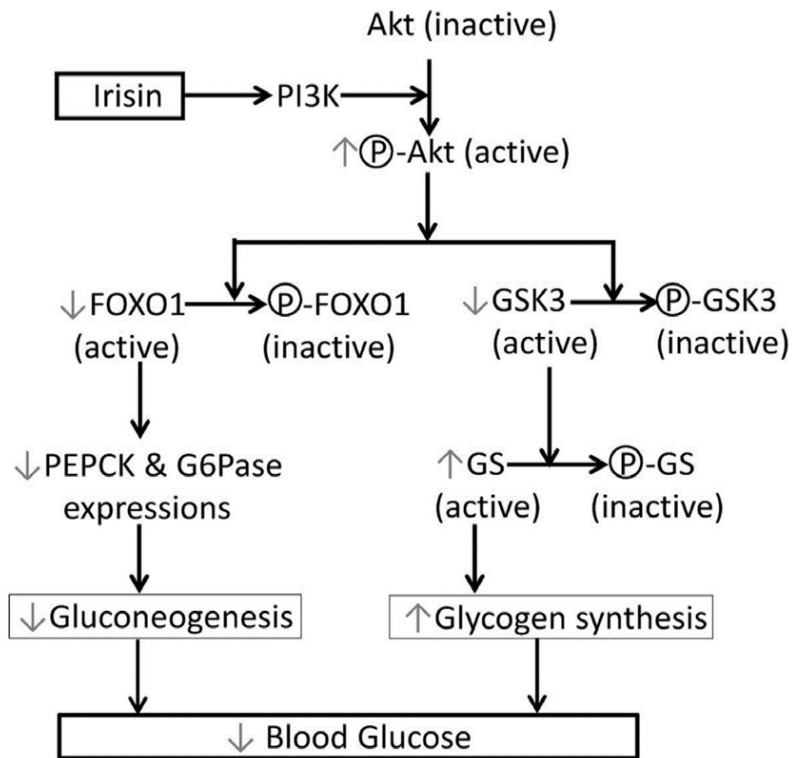 Akt (inactive)
Irisin
PI3K
↑Ⓟ-Akt (active)
↓FOXO1
(active)
Ⓟ-FOXO1
(inactive)
↓GSK3
(active)
Ⓟ-GSK3
(inactive)
↓PEPCK & G6Pase
expressions
↑GS
(active)
Ⓟ-GS
(inactive)
↓Gluconeogenesis
↑Glycogen synthesis
↓ Blood Glucose